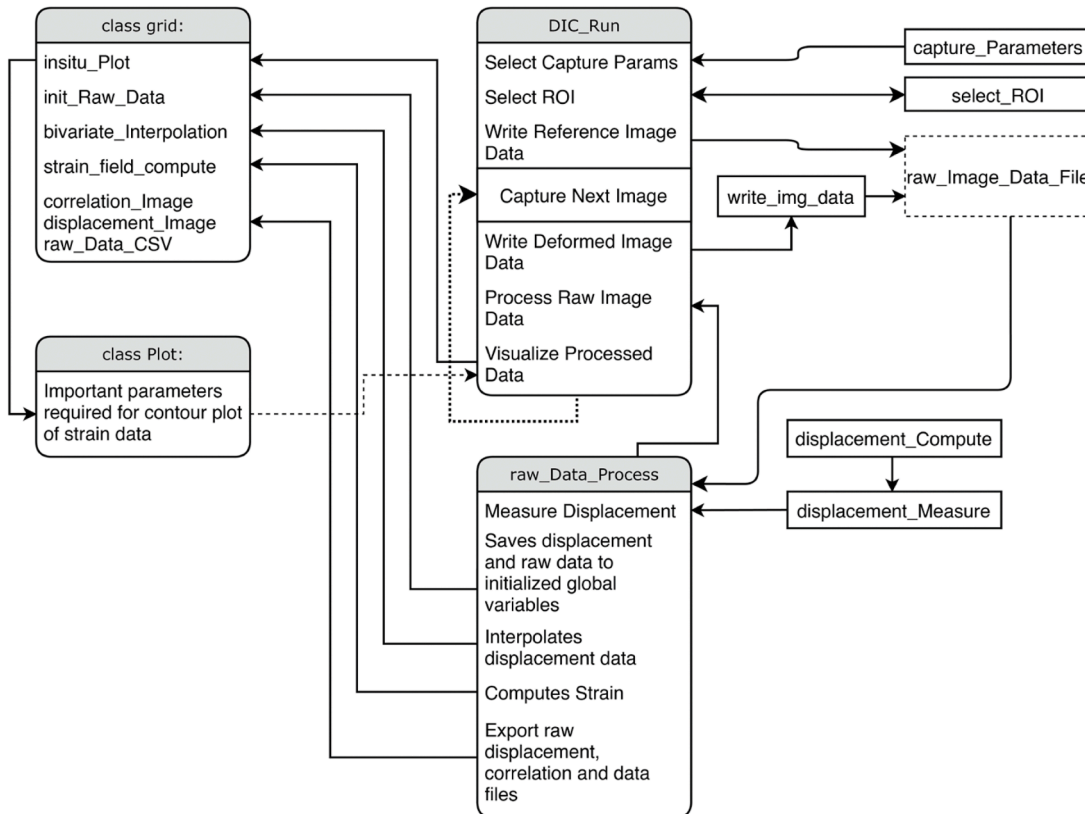 class grid:
insitu_Plot
init_Raw_Data
bivariate_Interpolation
strain_field_compute
correlation_Image
displacement_Image
raw_Data_CSV
class Plot:
Important parameters
required for contour plot
of strain data
DIC_Run
Select Capture Params
Select ROI
Write Reference Image
Data
Capture Next Image
Write Deformed Image
Data
Process Raw Image
Data
Visualize Processed
Data
capture_Parameters
select_ROI
raw_Image_Data_File
write_img_data
displacement_Compute
displacement_Measure
raw_Data_Process
Measure Displacement
Saves displacement
and raw data to
initialized global
variables
Interpolates
displacement data
Computes Strain
Export raw
displacement,
correlation and data
files